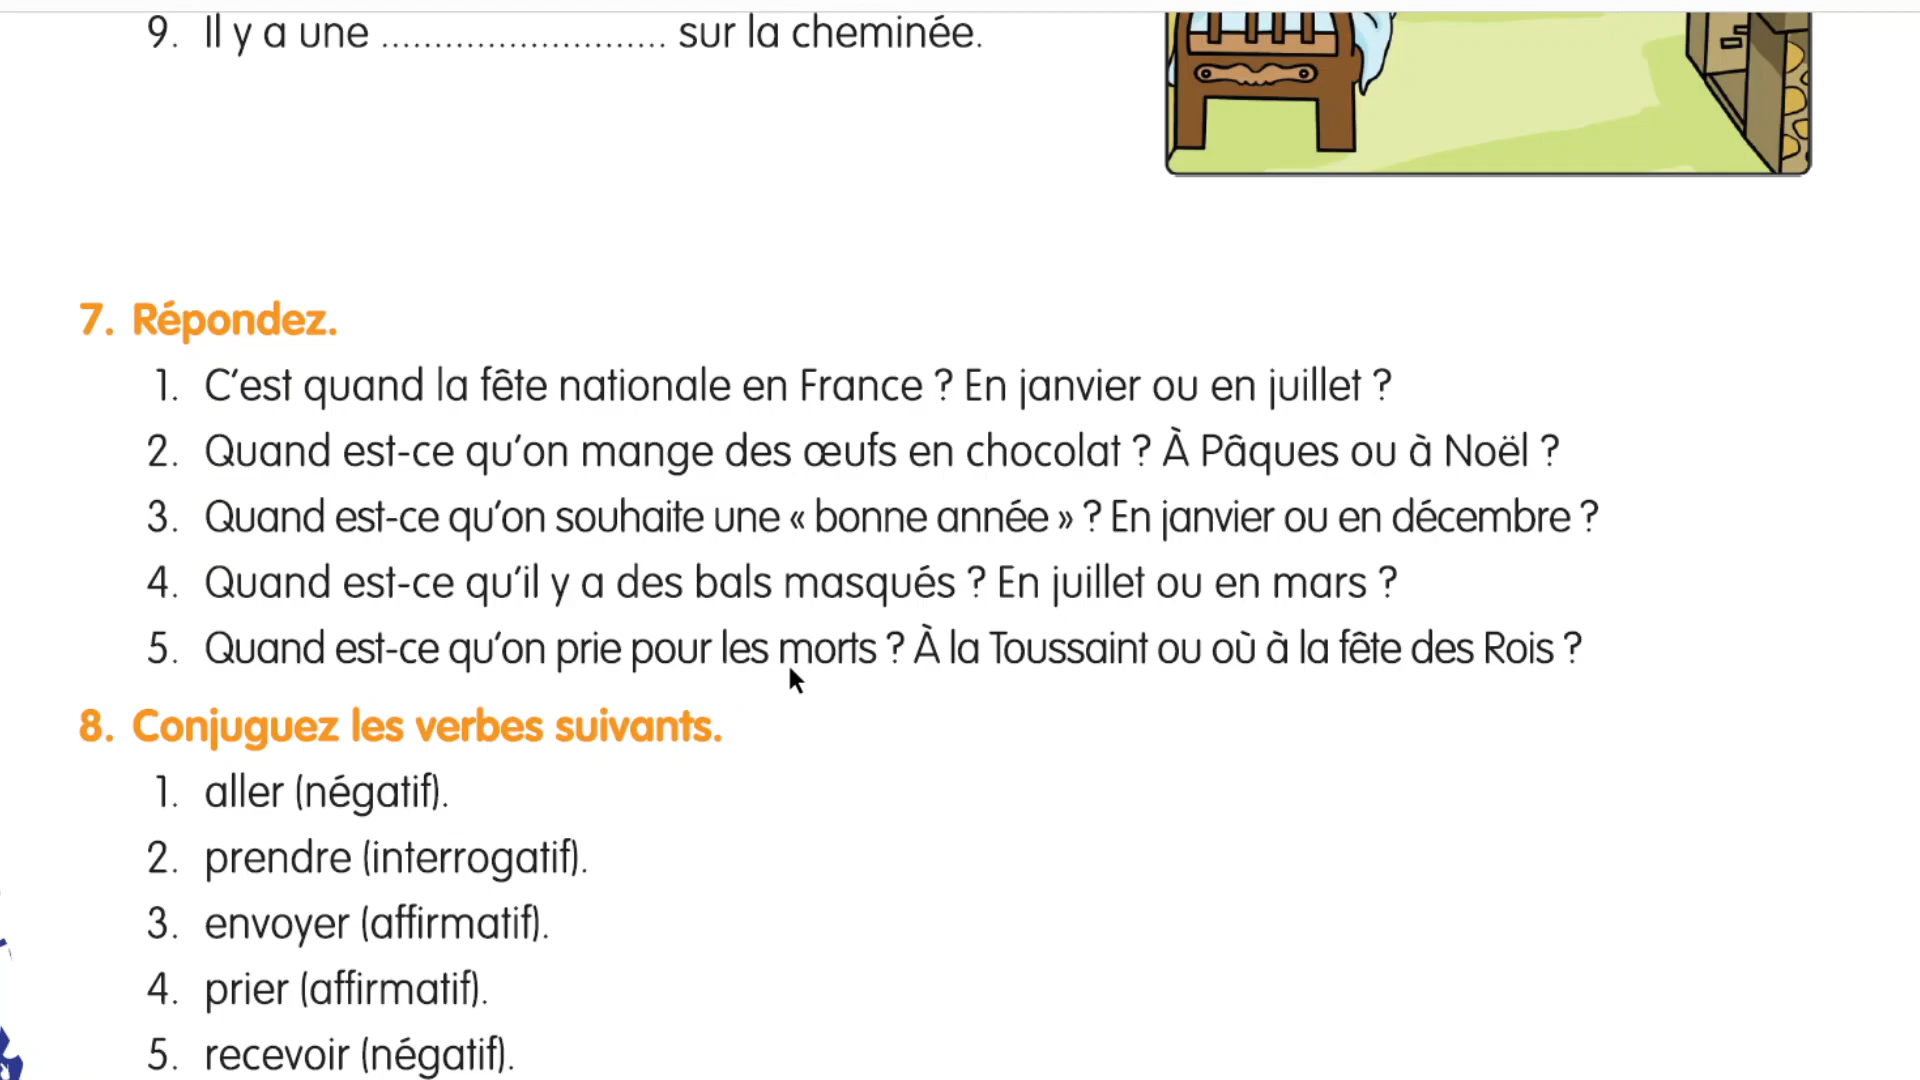 9. Il y a une ........................... sur la cheminée.
7. Répondez.
1. C’est quand la fête nationale en France ? En janvier ou en juillet ?
2. Quand est-ce qu’on mange des œufs en chocolat ? À Pâques ou à Noël ?
3. Quand est-ce qu’on souhaite une « bonne année » ? En janvier ou en décembre ?
4. Quand est-ce qu’il y a des bals masqués ? En juillet ou en mars ?
5. Quand est-ce qu’on prie pour les morts ? À la Toussaint ou où à la fête des Rois ?
8. Conjuguez les verbes suivants.
1. aller (négatif).
2. prendre (interrogatif).
3. envoyer (affirmatif).
4. prier (affirmatif).
5. recevoir (négatif).